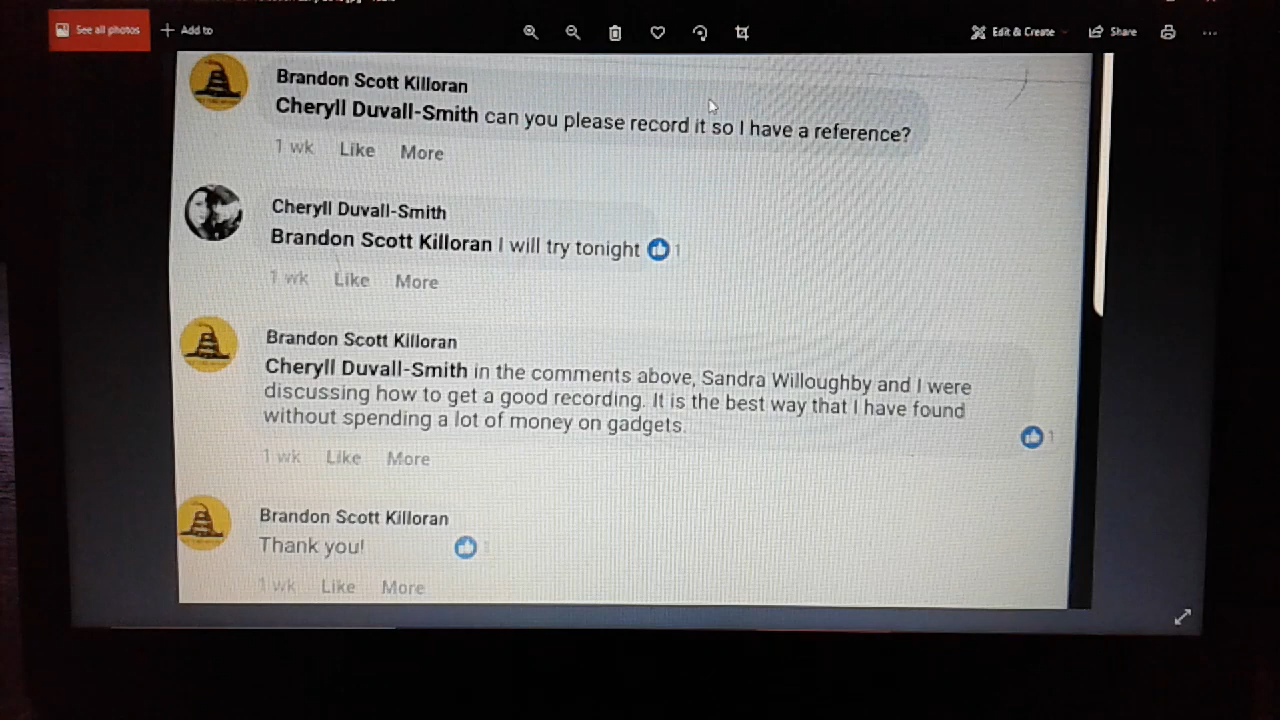 See all photos
Add to
Edit & Create
Share
Brandon Scott Killoran
Cheryll Duvall-Smith can you please record it so I have a reference?
1 wk Like More
Cheryll Duvall-Smith
Brandon Scott Killoran I will try tonight 1
1 wk Like More
Brandon Scott Killoran
Cheryll Duvall-Smith in the comments above, Sandra Willoughby and I were
discussing how to get a good recording. It is the best way that I have found
without spending a lot of money on gadgets.
1
1 wk Like More
Brandon Scott Killoran
Thank you! 1
1 wk Like More